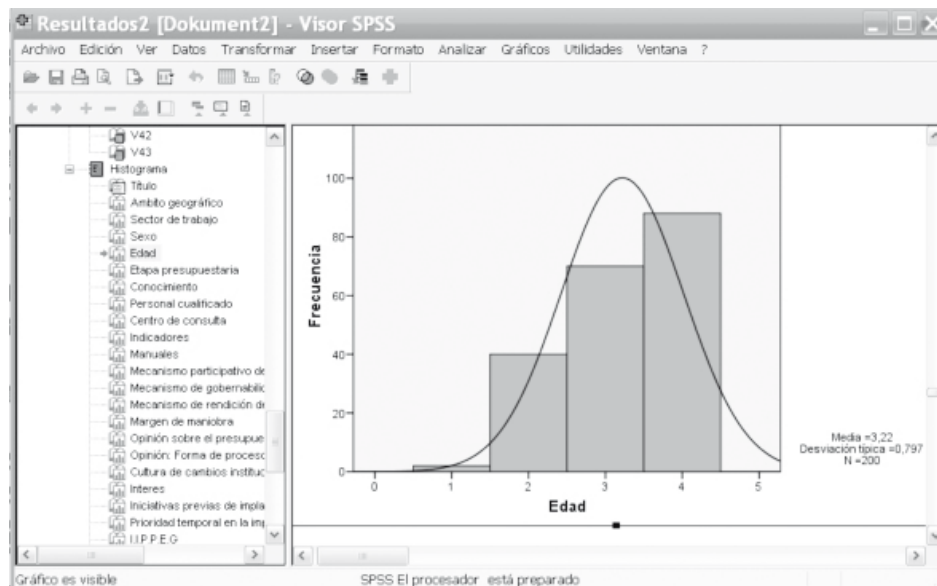 Resultados2 [Dokument2] - Visor SPSS
Archivo Edición Ver Datos Transformar Insertar Formato Analizar Gráficos Utilidades Ventana ?
V42
V43
Histograma
Título
Ambito geográfico
Sector de trabajo
Sexo
Edad
Etapa presupuestaria
Conocimiento
Personal cualificado
Centro de consulta
Indicadores
Manuales
Mecanismo participativo de
Mecanismo de gobernabilic
Mecanismo de rendición de
Margen de maniobra
Opinión sobre el presupue
Opinión: Forma de proceso
Cultura de cambios instituc
Interes
Iniciativas previas de impla
Prioridad temporal en la imp
I.I.P.P.E.G
Frecuencia
100
80
60
40
20
0
0 1 2 3 4 5
Edad
Media =3,22
Desviación típica =0,797
N =200
Gráfico es visible
SPSS El procesador está preparado